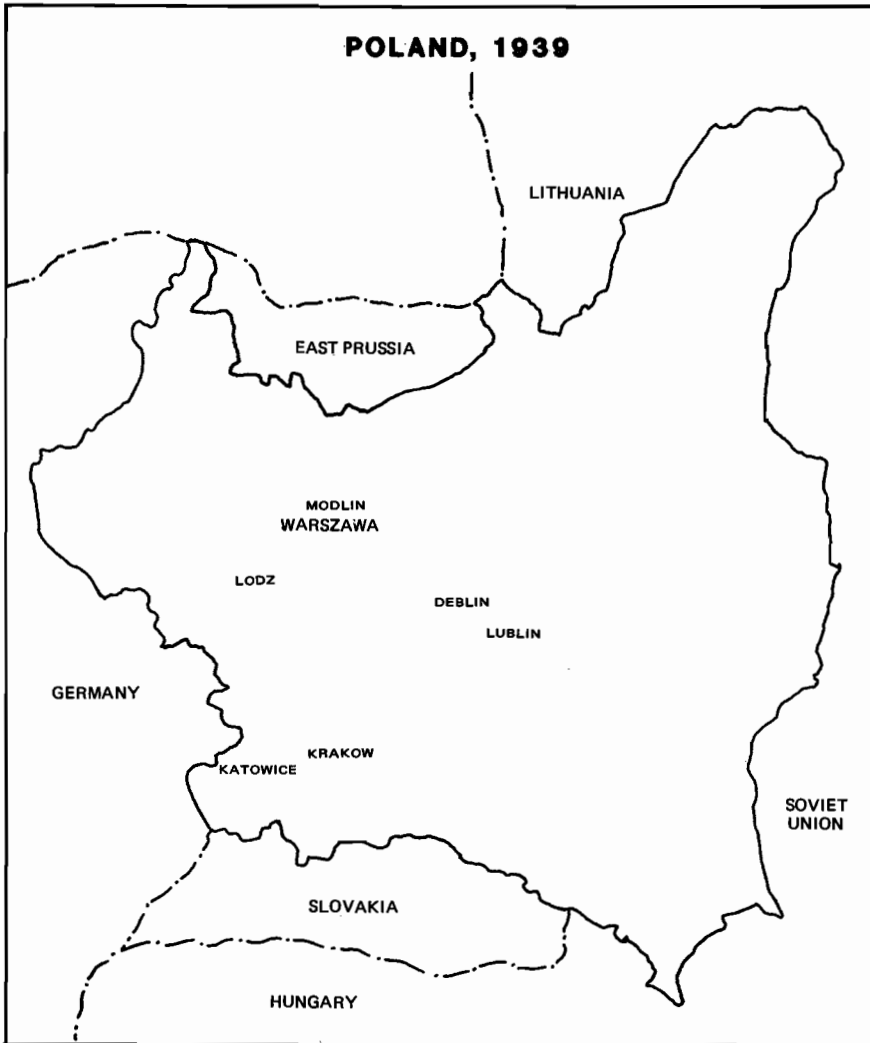 POLAND, 1939
LITHUANIA
EAST PRUSSIA
MODLIN
WARSZAWA
LODZ
DEBLIN
LUBLIN
GERMANY
KRAKOW
KATOWICE
SOVIET
UNION
SLOVAKIA
HUNGARY